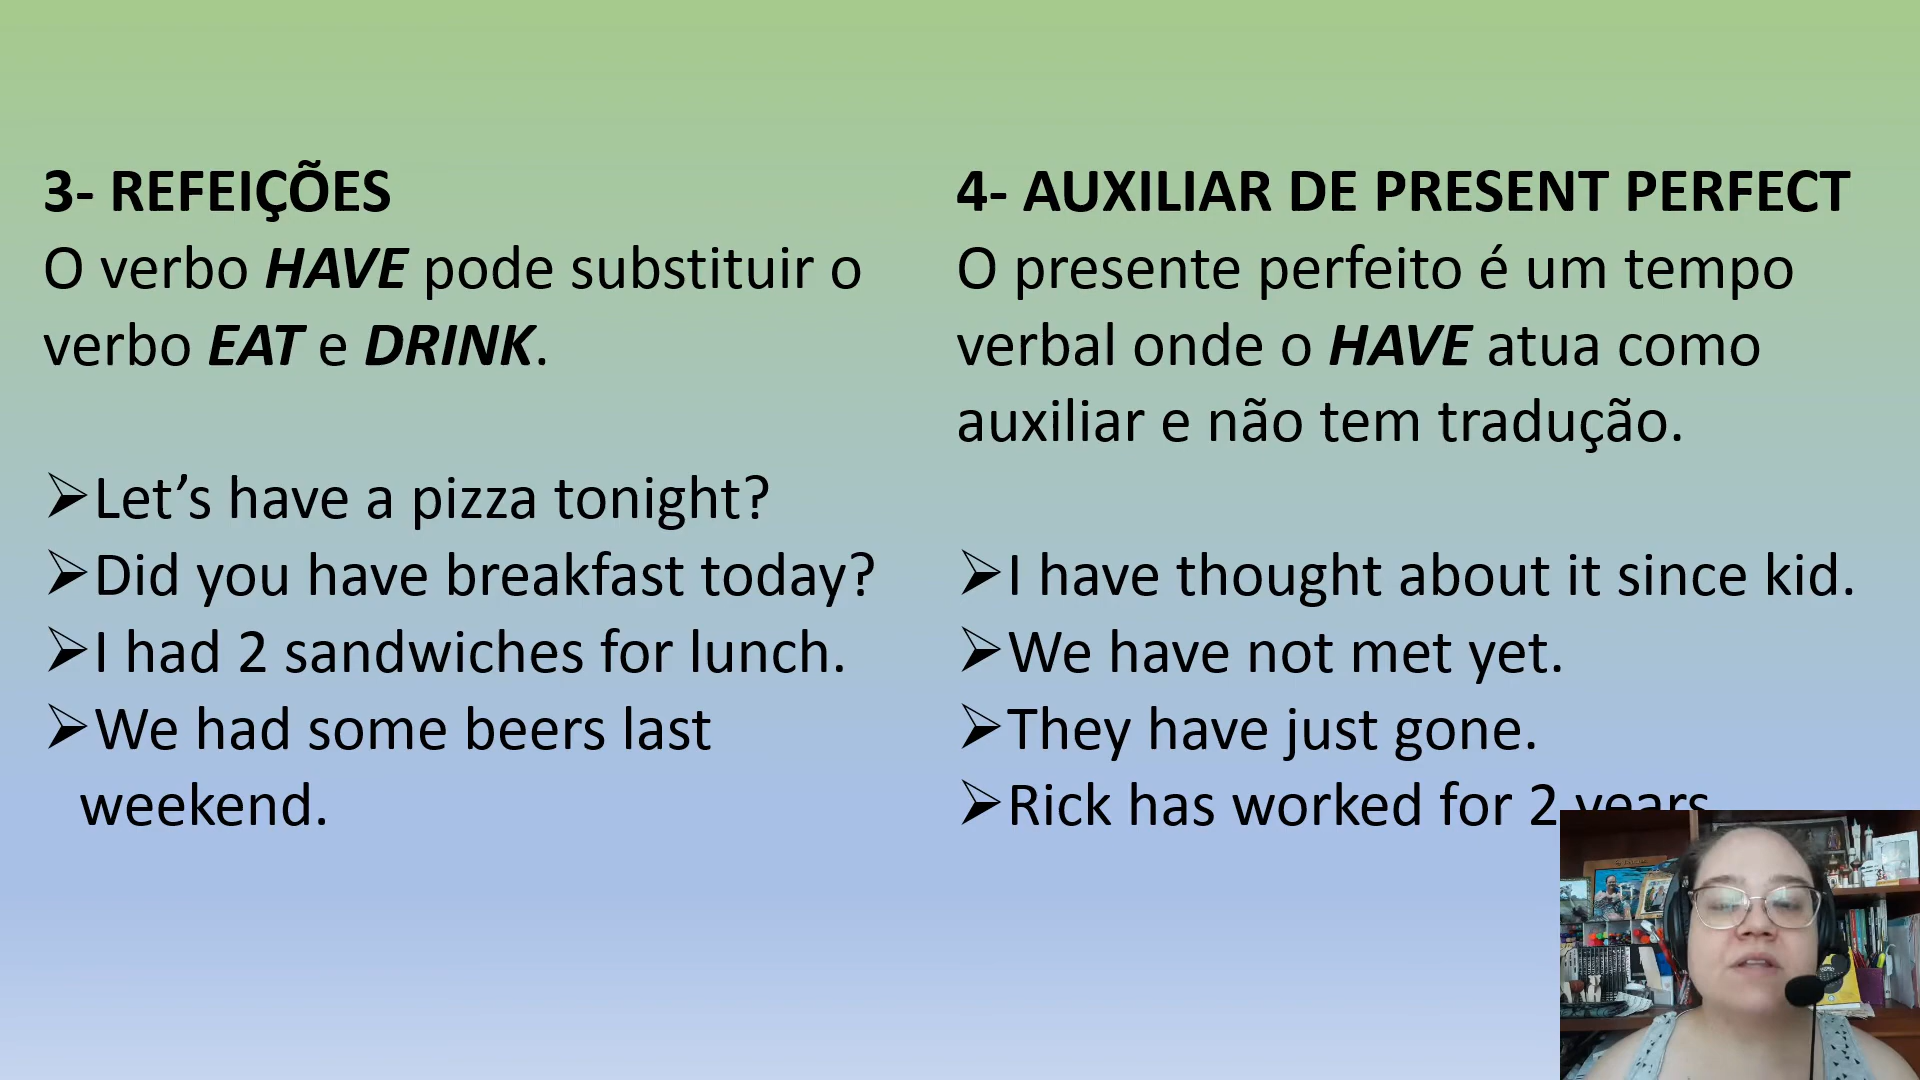 3- REFEIÇÕES
O verbo HAVE pode substituir o
verbo EAT e DRINK.
➢Let’s have a pizza tonight?
➢Did you have breakfast today?
➢I had 2 sandwiches for lunch.
➢We had some beers last
weekend.
4- AUXILIAR DE PRESENT PERFECT
O presente perfeito é um tempo
verbal onde o HAVE atua como
auxiliar e não tem tradução.
➢I have thought about it since kid.
➢We have not met yet.
➢They have just gone.
➢Rick has worked for 2 years